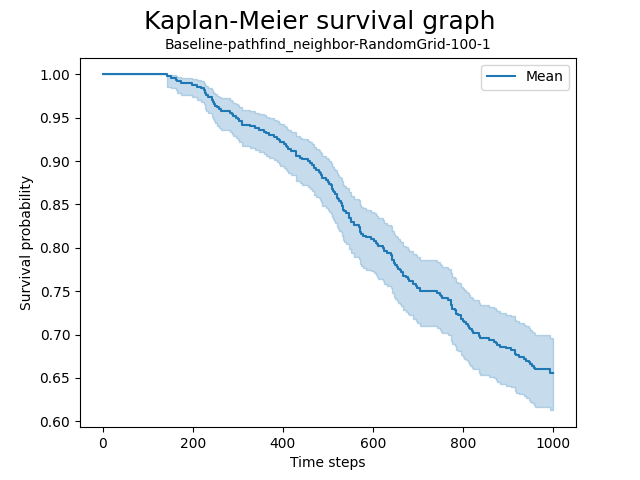 Kaplan-Meier survival graph
Baseline-pathfind_neighbor-RandomGrid-100-1
Mean
Survival probability
1.00
0.95
0.90
0.85
0.80
0.75
0.70
0.65
0.60
0 200 400 600 800 1000
Time steps